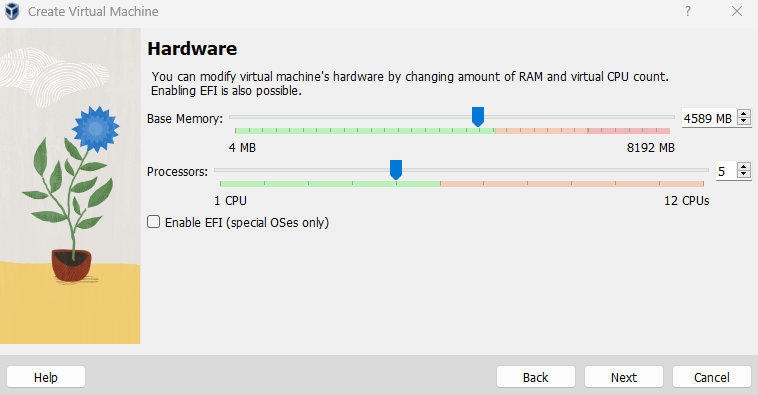 Create Virtual Machine
?
Hardware
You can modify virtual machine's hardware by changing amount of RAM and virtual CPU count.
Enabling EFI is also possible.
Base Memory: 4589 MB
4 MB 8192 MB
Processors: 5
1 CPU 12 CPUs
Enable EFI (special OSes only)
Help Back Next Cancel